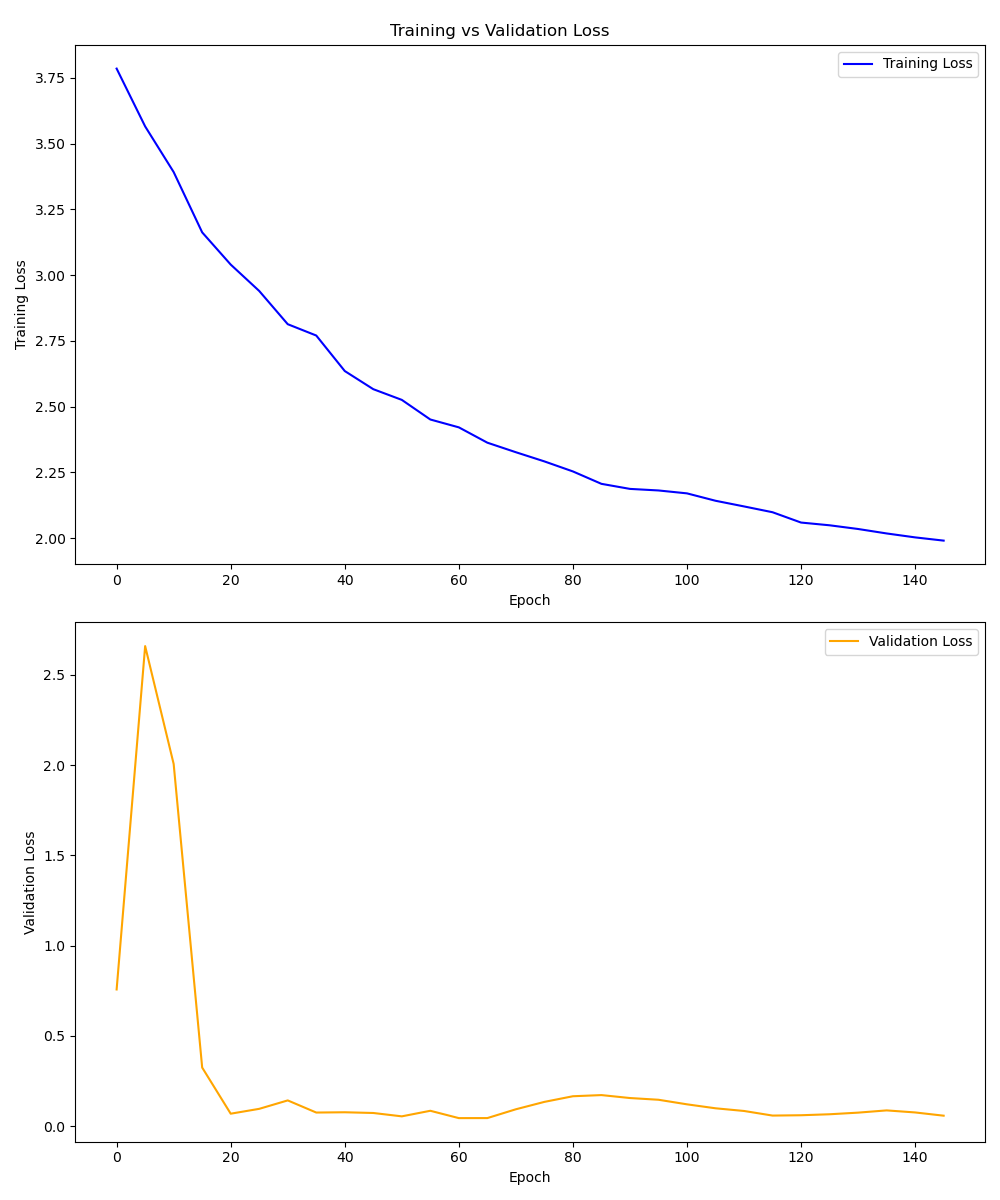 Training vs Validation Loss
Training Loss
3.75
3.50
3.25
3.00
2.75
2.50
2.25
2.00
Training Loss
0 20 40 60 80 100 120 140
Epoch
Validation Loss
2.5
2.0
1.5
1.0
0.5
0.0
Validation Loss
0 20 40 60 80 100 120 140
Epoch